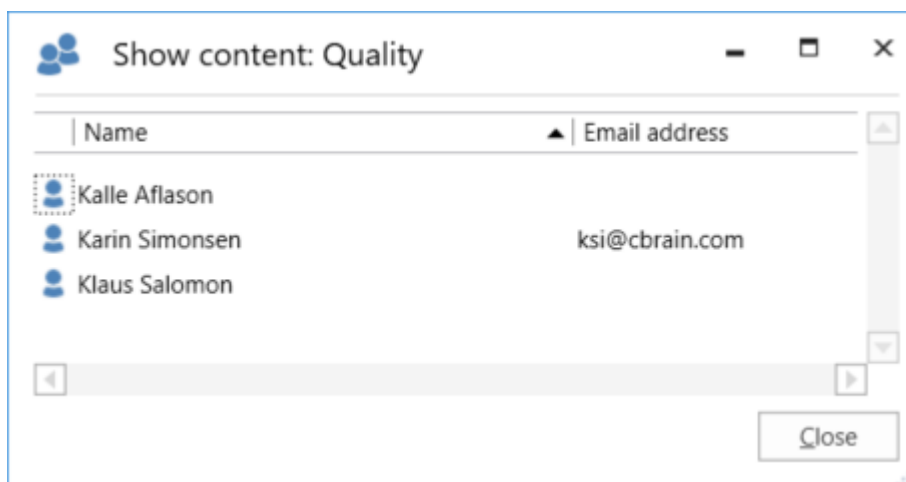 Show content: Quality
Name Email address
Kalle Aflason
Karin Simonsen ksi@cbrain.com
Klaus Salomon
Close